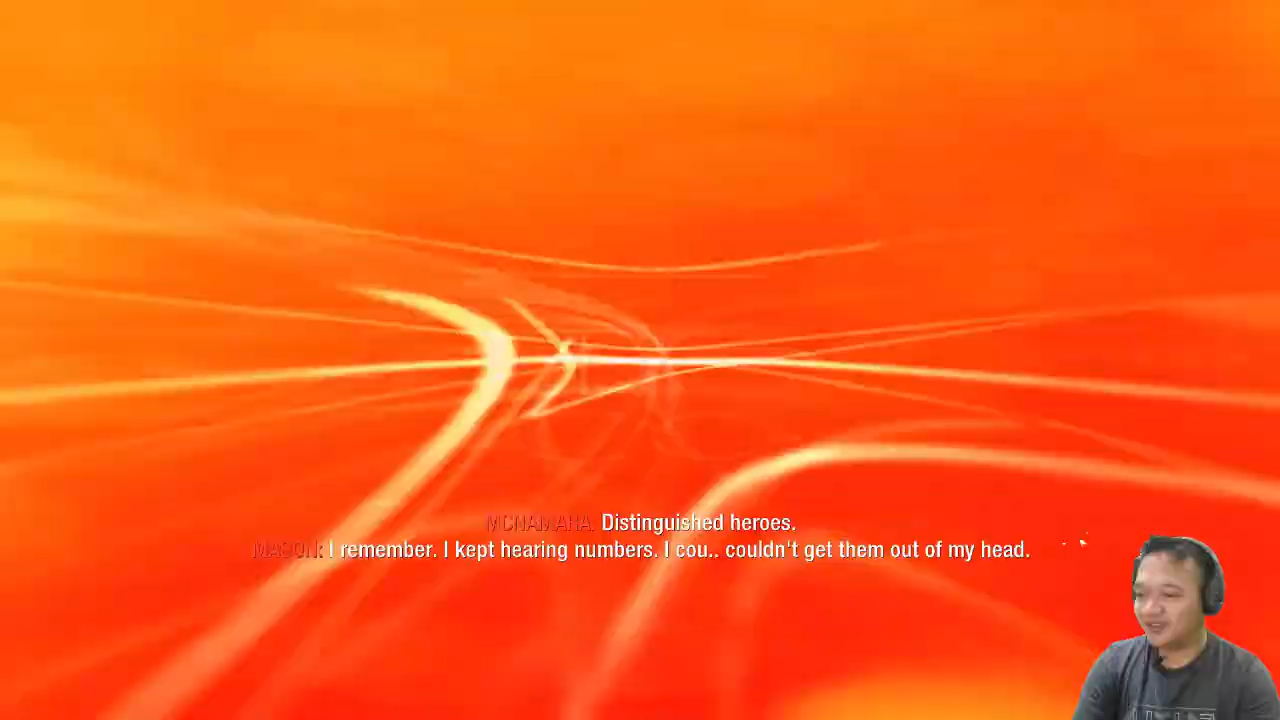 MCNAMARA: Distinguished heroes.
MASON: I remember. I kept hearing numbers. I cou.. couldn't get them out of my head.